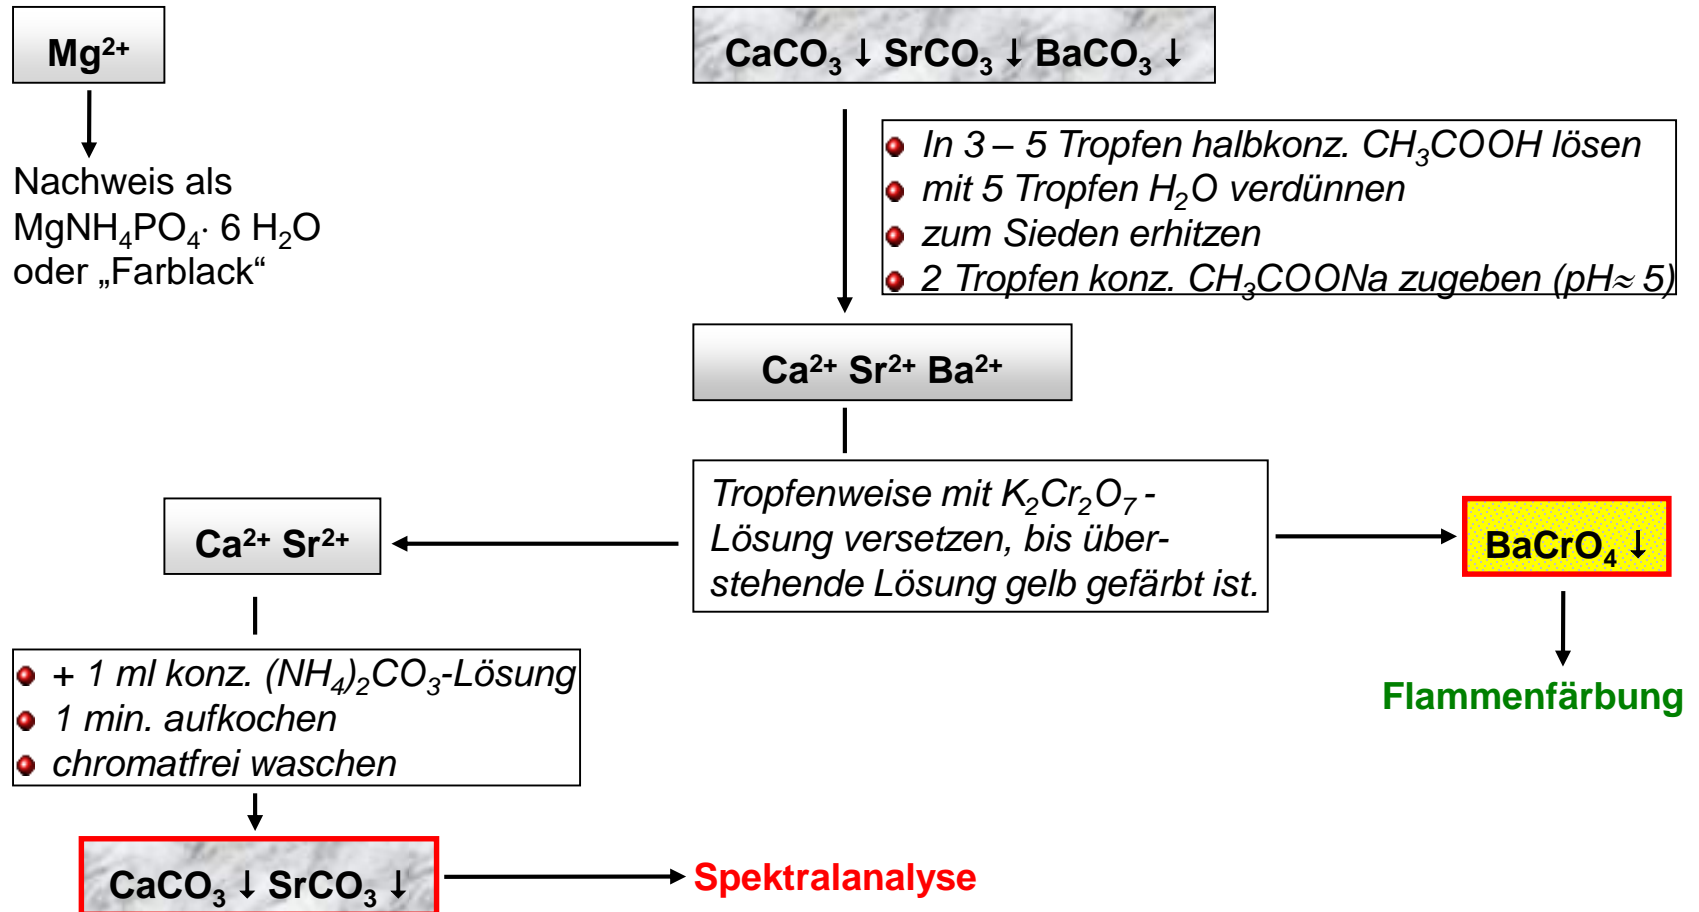 Mg²⁺
CaCO₃ ↓ SrCO₃ ↓ BaCO₃ ↓
Nachweis als
MgNH₄PO₄· 6 H₂O
oder „Farblack“
In 3 – 5 Tropfen halbkonz. CH₃COOH lösen
mit 5 Tropfen H₂O verdünnen
zum Sieden erhitzen
2 Tropfen konz. CH₃COONa zugeben (pH≈ 5)
Ca²⁺ Sr²⁺ Ba²⁺
Tropfenweise mit K₂Cr₂O₇ -
Lösung versetzen, bis über-
stehende Lösung gelb gefärbt ist.
Ca²⁺ Sr²⁺
BaCrO₄ ↓
Flammenfärbung
+ 1 ml konz. (NH₄)₂CO₃-Lösung
1 min. aufkochen
chromatfrei waschen
CaCO₃ ↓ SrCO₃ ↓
Spektralanalyse